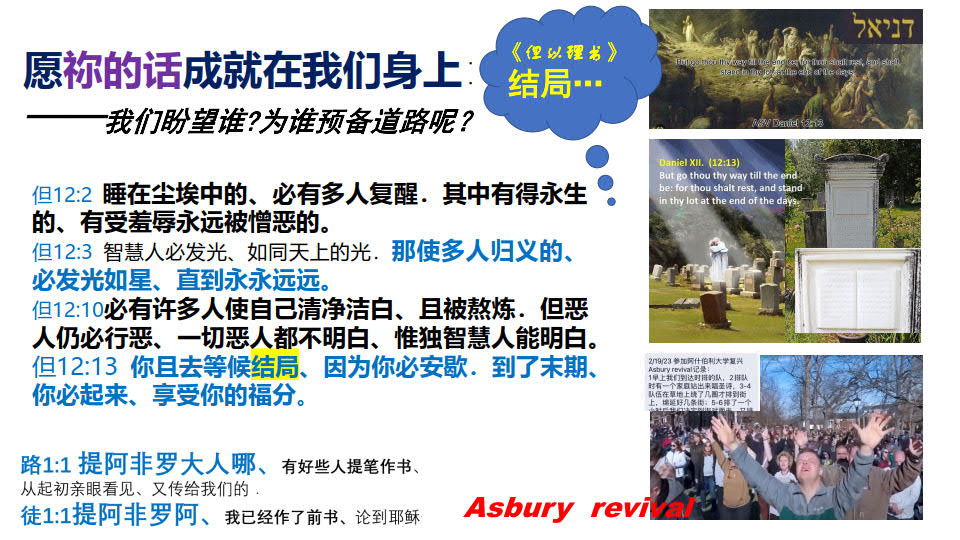 愿祢的话成就在我们身上:
——我们盼望谁?为谁预备道路呢?
《但以理书》
结局…
但12:2 睡在尘埃中的、必有多人复醒．其中有得永生
的、有受羞辱永远被憎恶的。
但12:3 智慧人必发光、如同天上的光．那使多人归义的、
必发光如星、直到永永远远。
但12:10必有许多人使自己清净洁白、且被熬炼．但恶
人仍必行恶、一切恶人都不明白、惟独智慧人能明白。
但12:13 你且去等候结局、因为你必安歇．到了末期、
你必起来、享受你的福分。
路1:1 提阿非罗大人哪、有好些人提笔作书、
从起初亲眼看见、又传给我们的．
徒1:1提阿非罗阿、我已经作了前书、论到耶稣
דניאל
But go thou thy way till the end be; for thou shalt rest, and shalt
stand in thy lot, at the end of the days.
ASV Daniel 12:13
Daniel XII. (12:13)
But go thou thy way till the end
be: for thou shalt rest, and stand
in thy lot at the end of the days.
2/19/23 参加阿什伯利大学复兴
Asbury revival记录：
1早上我们到达时排的队，2排队
时有一个家庭站出来唱圣诗，3-4
队伍在草地上绕了几圈才排到街
上，绵延好几条街；5-6排了一个
Asbury revival